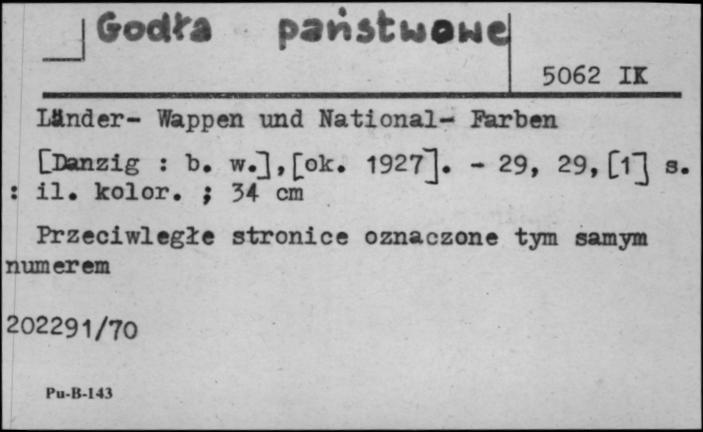 Godła państwowe
5062 IK
Länder- Wappen und National- Farben
[Danzig : b. w.],[ok. 1927]. - 29, 29,[1] s.
: il. kolor. ; 34 cm
Przeciwległe stronice oznaczone tym samym
numerem
202291/70
Pu-B-143